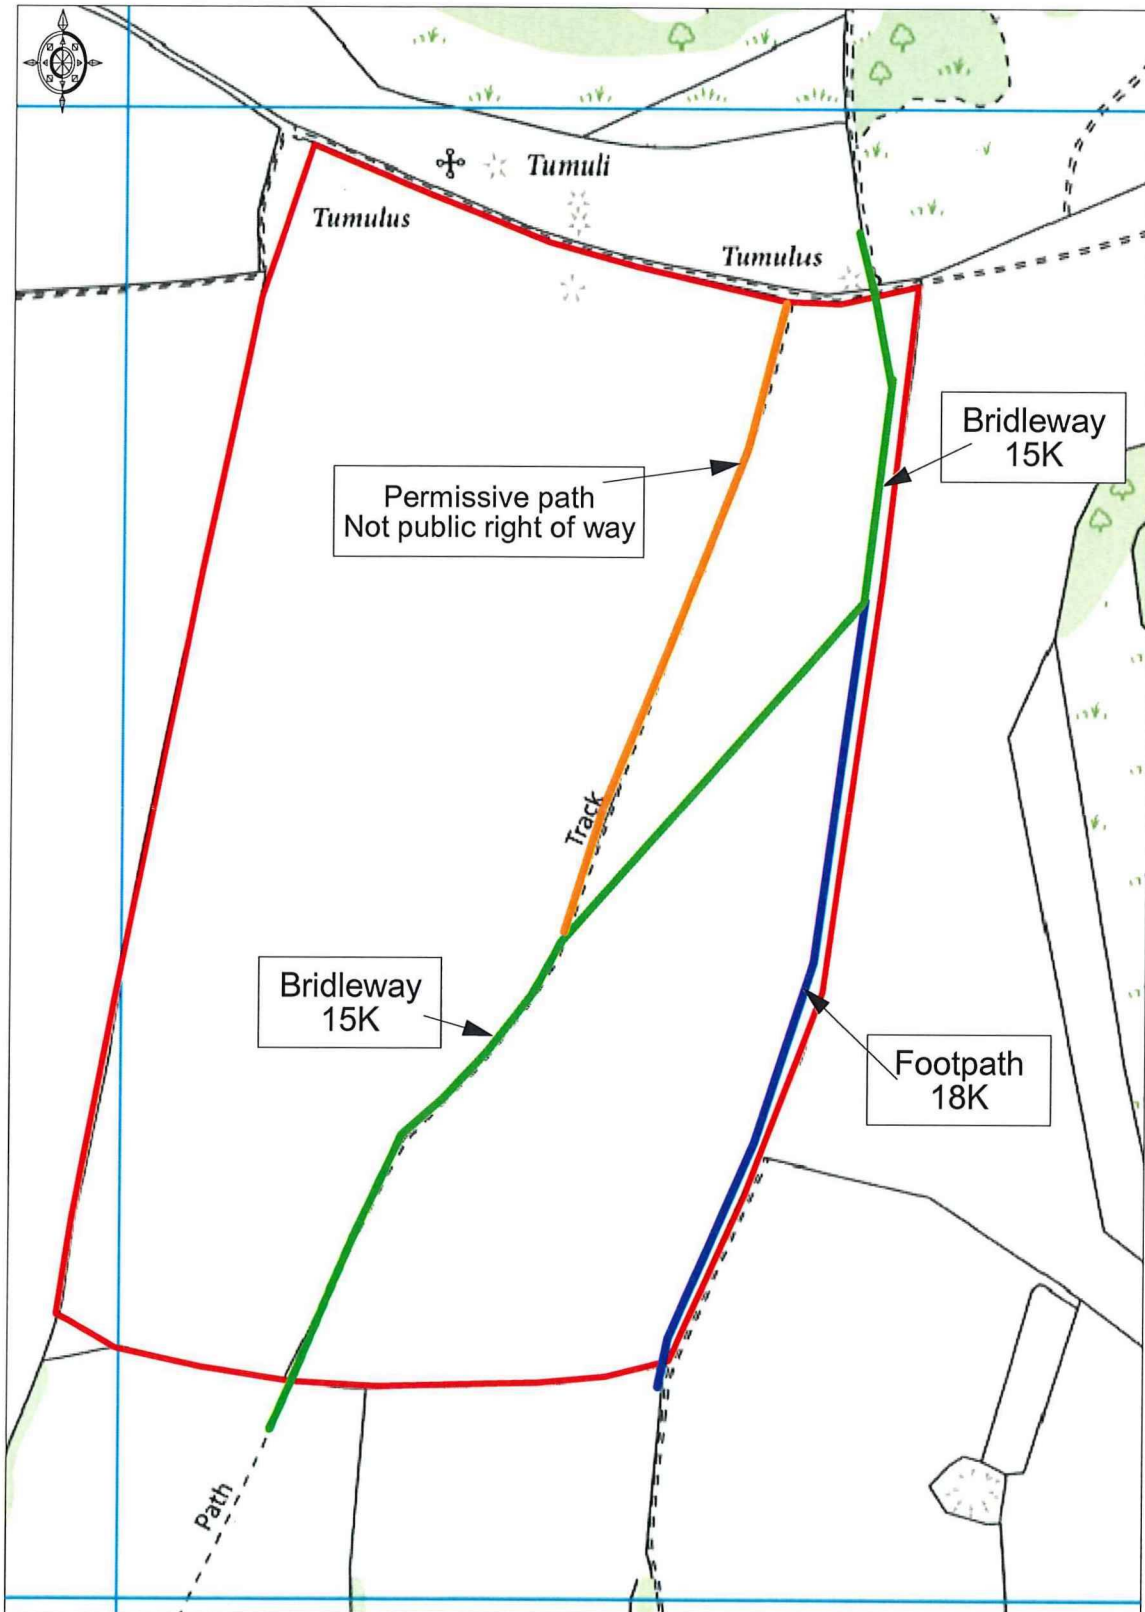 Tumuli
Tumulus
Tumulus
Bridleway
15K
Permissive path
Not public right of way
Track
Bridleway
15K
Footpath
18K
Path